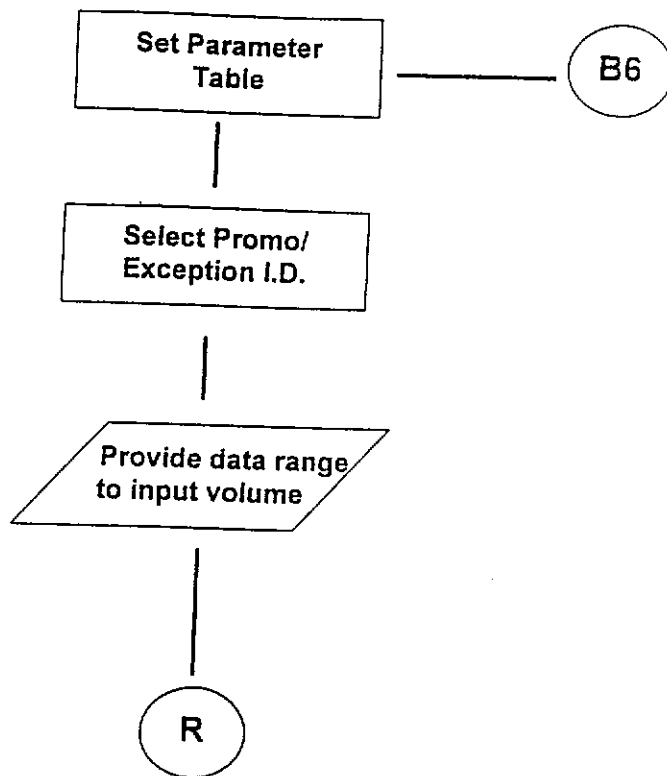 Set Parameter
Table
B6
Select Promo/
Exception I.D.
Provide data range
to input volume
R